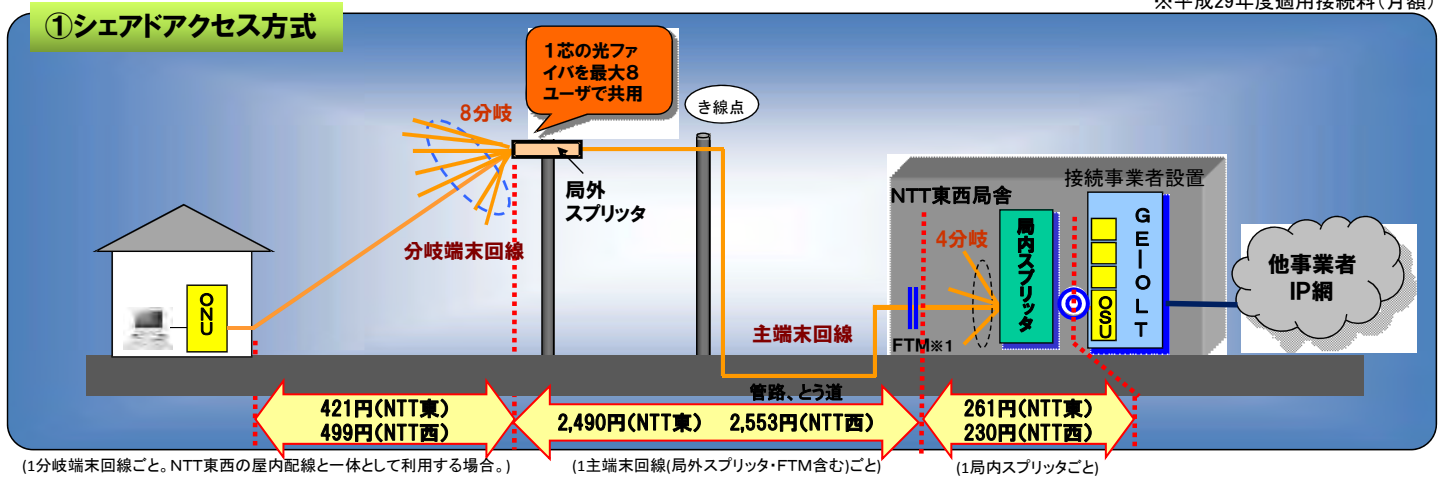 ※平成29年度適用接続料(月額)
①シェアドアクセス方式
1芯の光ファ
イバを最大8
ユーザで共用
き線点
8分岐
局外
スプリッタ
分岐端末回線
ONU
主端末回線
NTT東西局舎
接続事業者設置
4分岐
局内スプリッタ
GE|OLT
OSU
FTM※1
他事業者
IP網
管路、とう道
421円(NTT東)
499円(NTT西)
2,490円(NTT東) 2,553円(NTT西)
261円(NTT東)
230円(NTT西)
(1分岐端末回線ごと。NTT東西の屋内配線と一体として利用する場合。)
(1主端末回線(局外スプリッタ・FTM含む)ごと)
(1局内スプリッタごと)